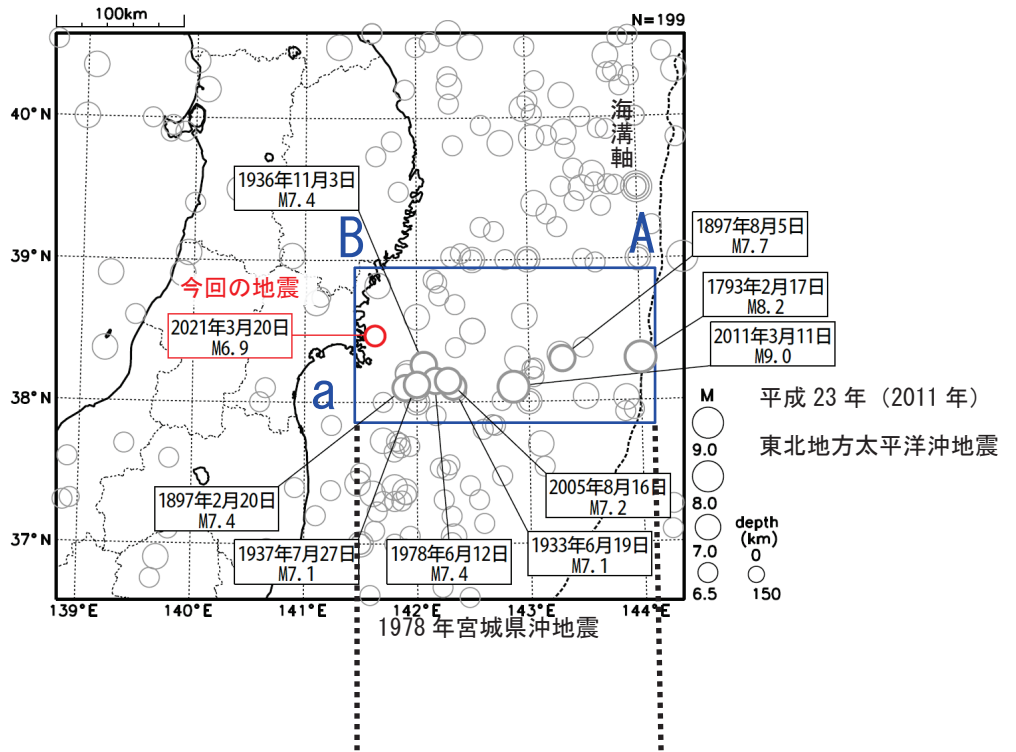 100km
N=199
40°N
海溝軸
1936年11月3日
M7.4
B
A
1897年8月5日
M7.7
39°N
今回の地震
1793年2月17日
M8.2
2021年3月20日
M6.9
2011年3月11日
M9.0
a
38°N
M
平成 23 年（2011 年）
9.0
東北地方太平洋沖地震
8.0
1897年2月20日
M7.4
2005年8月16日
M7.2
depth
(km)
7.0
0
37°N
1937年7月27日
M7.1
1978年6月12日
M7.4
1933年6月19日
M7.1
6.5
150
139°E
140°E
141°E
142°E
143°E
144°E
1978 年宮城県沖地震